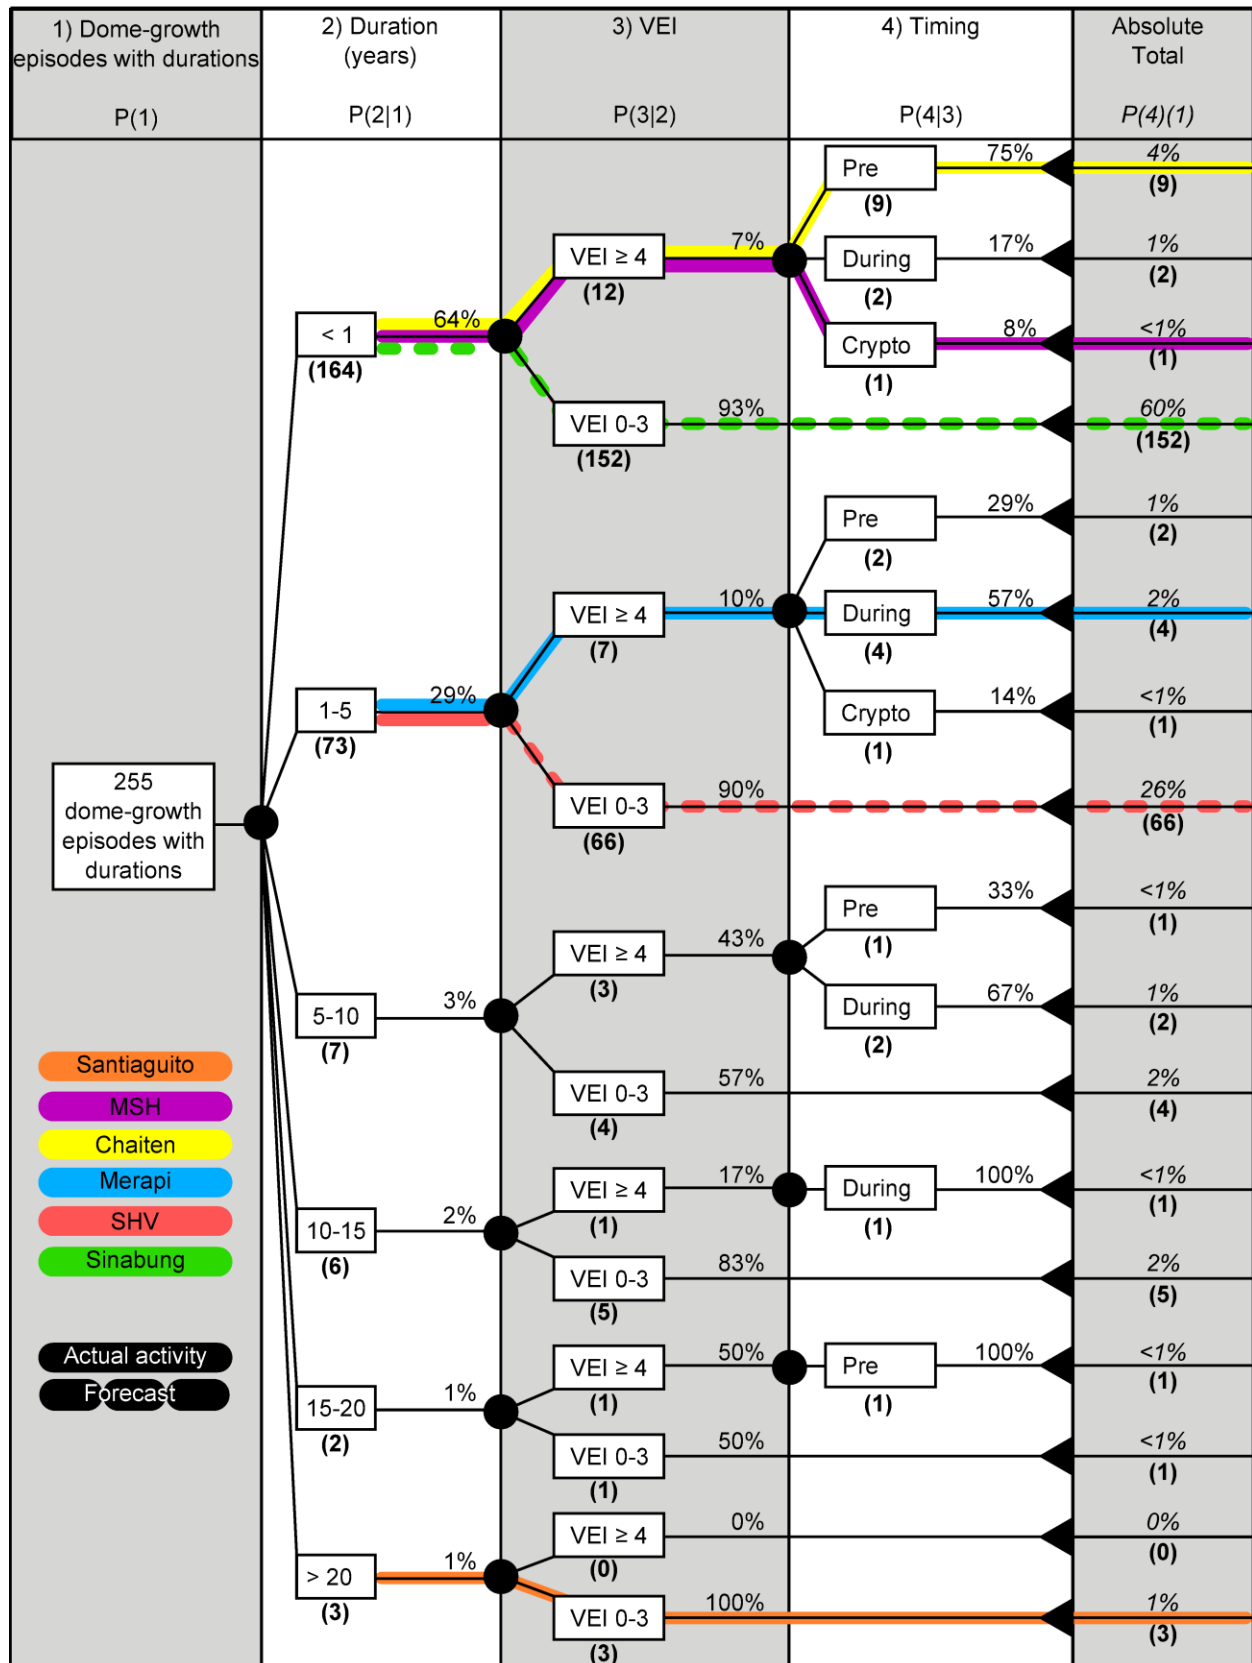 1) Dome-growth
episodes with durations
P(1)
2) Duration
(years)
P(2|1)
3) VEI
P(3|2)
4) Timing
P(4|3)
Absolute
Total
P(4)(1)
255
dome-growth
episodes with
durations
< 1
(164)
64%
VEI ≥ 4
(12)
7%
Pre
(9)
75%
4%
(9)
During
(2)
17%
1%
(2)
Crypto
(1)
8%
<1%
(1)
VEI 0-3
(152)
93%
60%
(152)
1-5
(73)
29%
VEI ≥ 4
(7)
10%
Pre
(2)
29%
1%
(2)
During
(4)
57%
2%
(4)
Crypto
(1)
14%
<1%
(1)
VEI 0-3
(66)
90%
26%
(66)
5-10
(7)
3%
VEI ≥ 4
(3)
43%
Pre
(1)
33%
<1%
(1)
During
(2)
67%
1%
(2)
VEI 0-3
(4)
57%
2%
(4)
10-15
(6)
2%
VEI ≥ 4
(1)
17%
During
(1)
100%
<1%
(1)
VEI 0-3
(5)
83%
2%
(5)
15-20
(2)
1%
VEI ≥ 4
(1)
50%
Pre
(1)
100%
<1%
(1)
VEI 0-3
(1)
50%
<1%
(1)
> 20
(3)
1%
VEI ≥ 4
(0)
0%
0%
(0)
VEI 0-3
(3)
100%
1%
(3)
Santiaguito
MSH
Chaiten
Merapi
SHV
Sinabung
Actual activity
Forecast